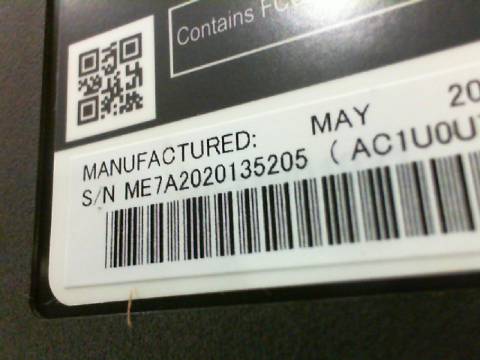 Contains FC
MANUFACTURED: MAY 20
S/N ME7A2020135205 ( AC1U0U